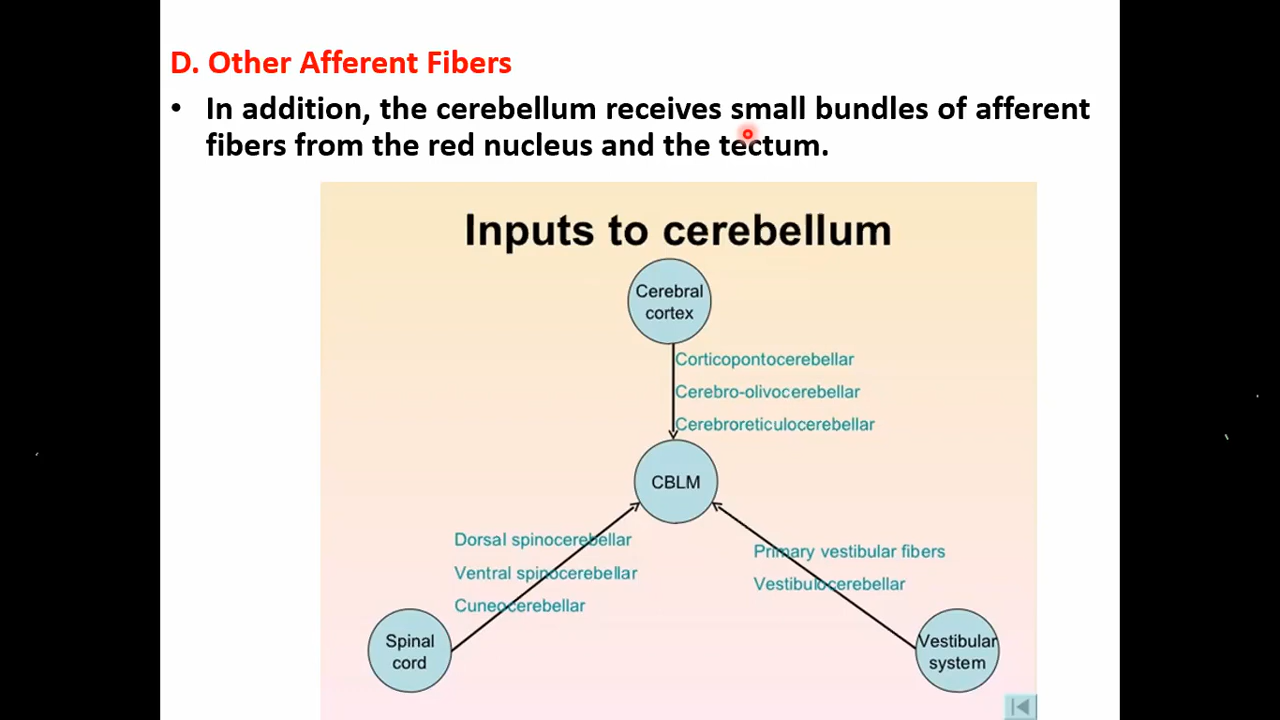 D. Other Afferent Fibers
• In addition, the cerebellum receives small bundles of afferent
fibers from the red nucleus and the tectum.
Inputs to cerebellum
Cerebral
cortex
Corticopontocerebellar
Cerebro-olivocerebellar
Cerebroreticulocerebellar
CBLM
Dorsal spinocerebellar
Ventral spinocerebellar
Cuneocerebellar
Primary vestibular fibers
Vestibulocerebellar
Spinal
cord
Vestibular
system